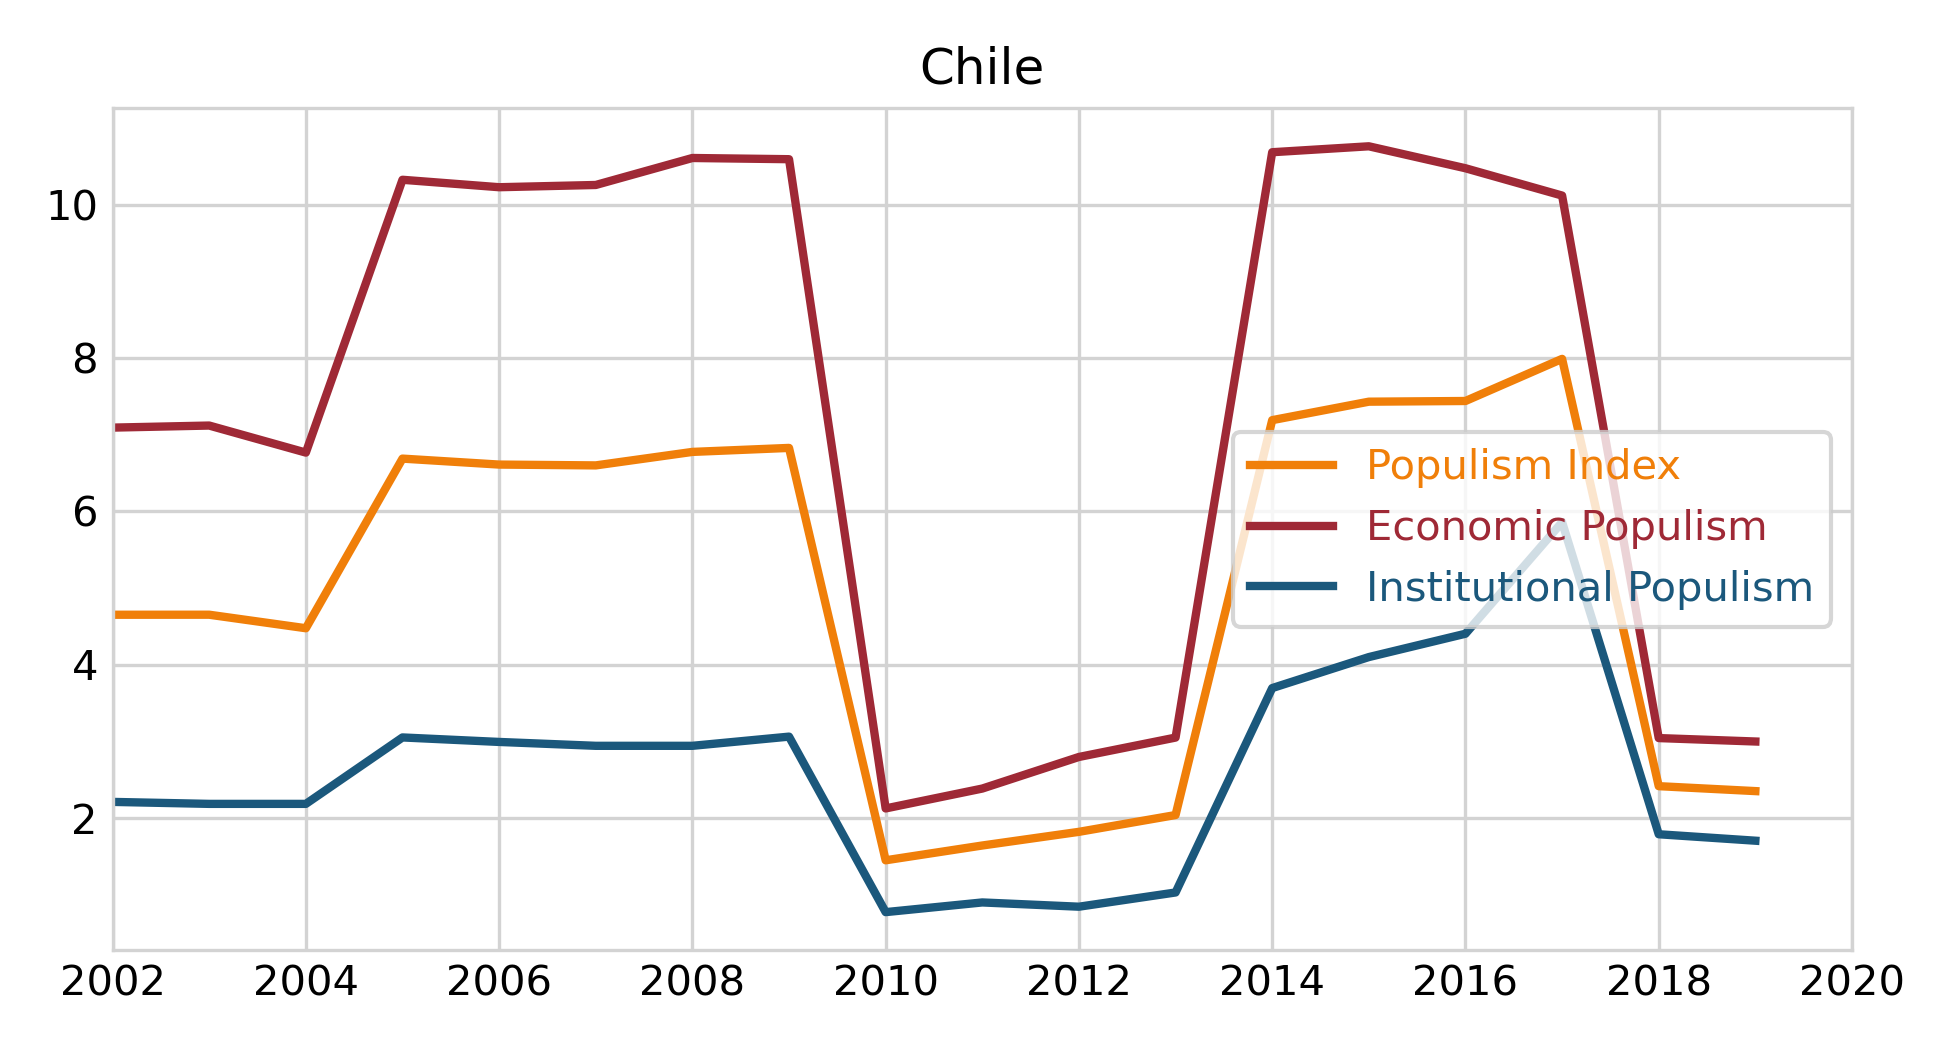 Chile
10
8
6
4
2
Populism Index
Economic Populism
Institutional Populism
2002 2004 2006 2008 2010 2012 2014 2016 2018 2020